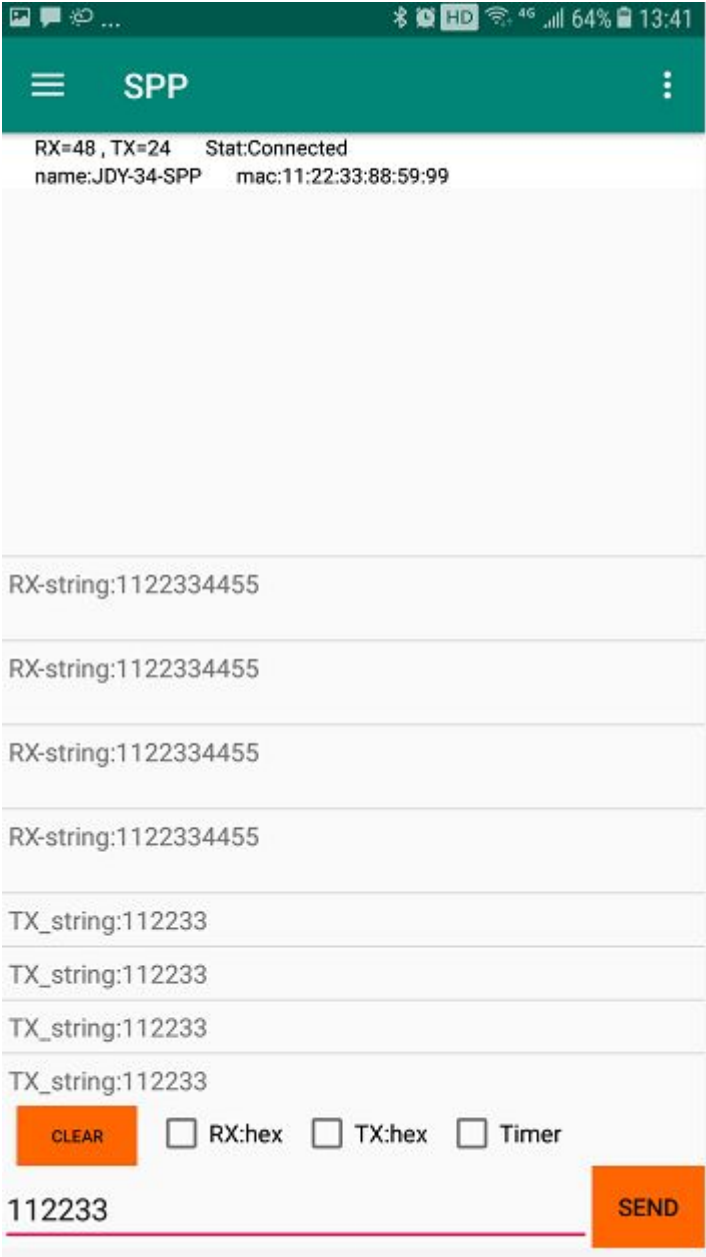 ... HD 4G 64% 13:41
SPP
RX=48 , TX=24 Stat:Connected
name:JDY-34-SPP mac:11:22:33:88:59:99
RX-string:1122334455
RX-string:1122334455
RX-string:1122334455
RX-string:1122334455
TX_string:112233
TX_string:112233
TX_string:112233
TX_string:112233
CLEAR RX:hex TX:hex Timer
112233 SEND